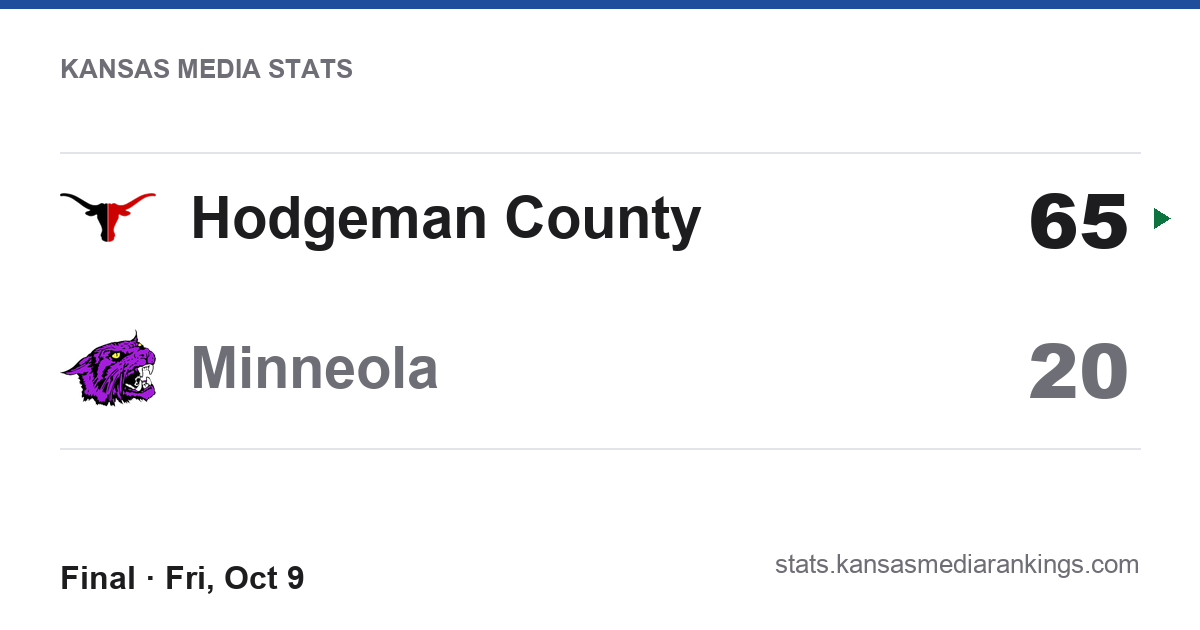 KANSAS MEDIA STATS
Hodgeman County 65
Minneola 20
Final · Fri, Oct 9
stats.kansasmediarankings.com